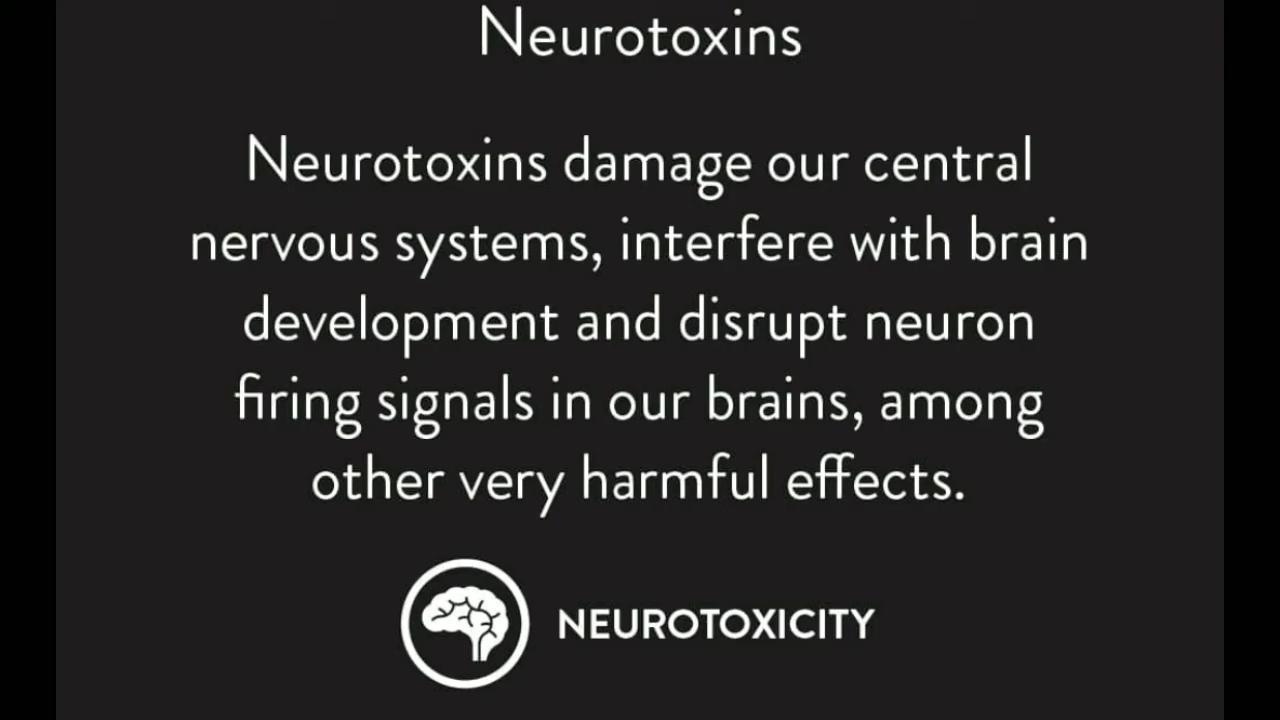 Neurotoxins
Neurotoxins damage our central
nervous systems, interfere with brain
development and disrupt neuron
firing signals in our brains, among
other very harmful effects.
NEUROTOXICITY